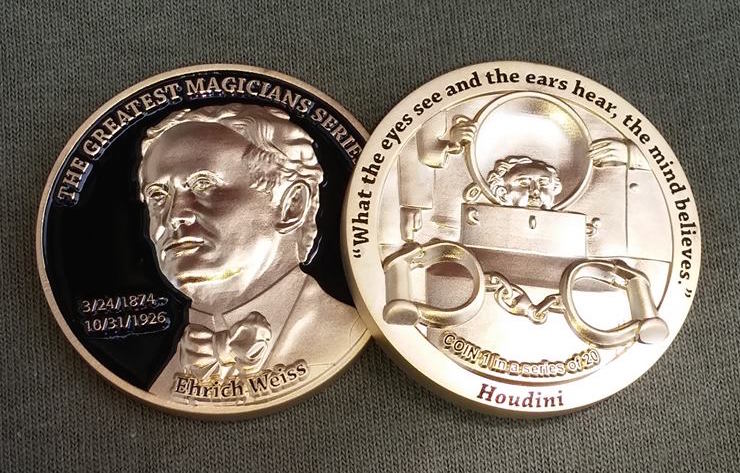 THE GREATEST MAGICIANS SERIE
3/24/1874
10/31/1926
Ehrich Weiss
“What the eyes see and the ears hear, the mind believes.”
COIN 1 in a series of 20
Houdini